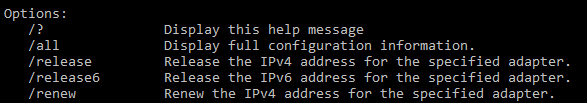 Options:
/? Display this help message
/all Display full configuration information.
/release Release the IPv4 address for the specified adapter.
/release6 Release the IPv6 address for the specified adapter.
/renew Renew the IPv4 address for the specified adapter.